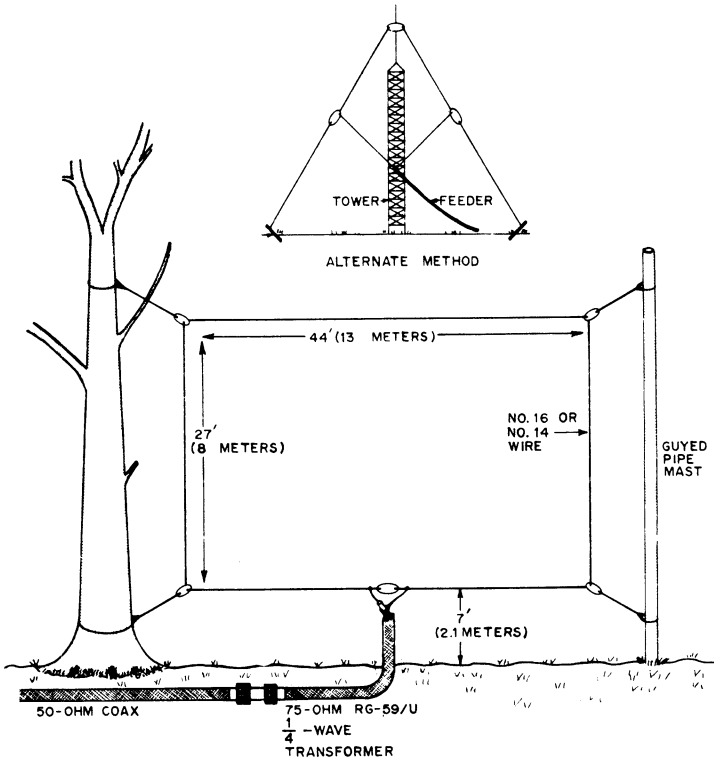 TOWER
FEEDER
ALTERNATE METHOD
44' (13 METERS)
27'
(8 METERS)
NO. 16 OR
NO. 14
WIRE
GUYED
PIPE
MAST
7'
(2.1 METERS)
50-OHM COAX
75-OHM RG-59/U
1/4 -WAVE
TRANSFORMER